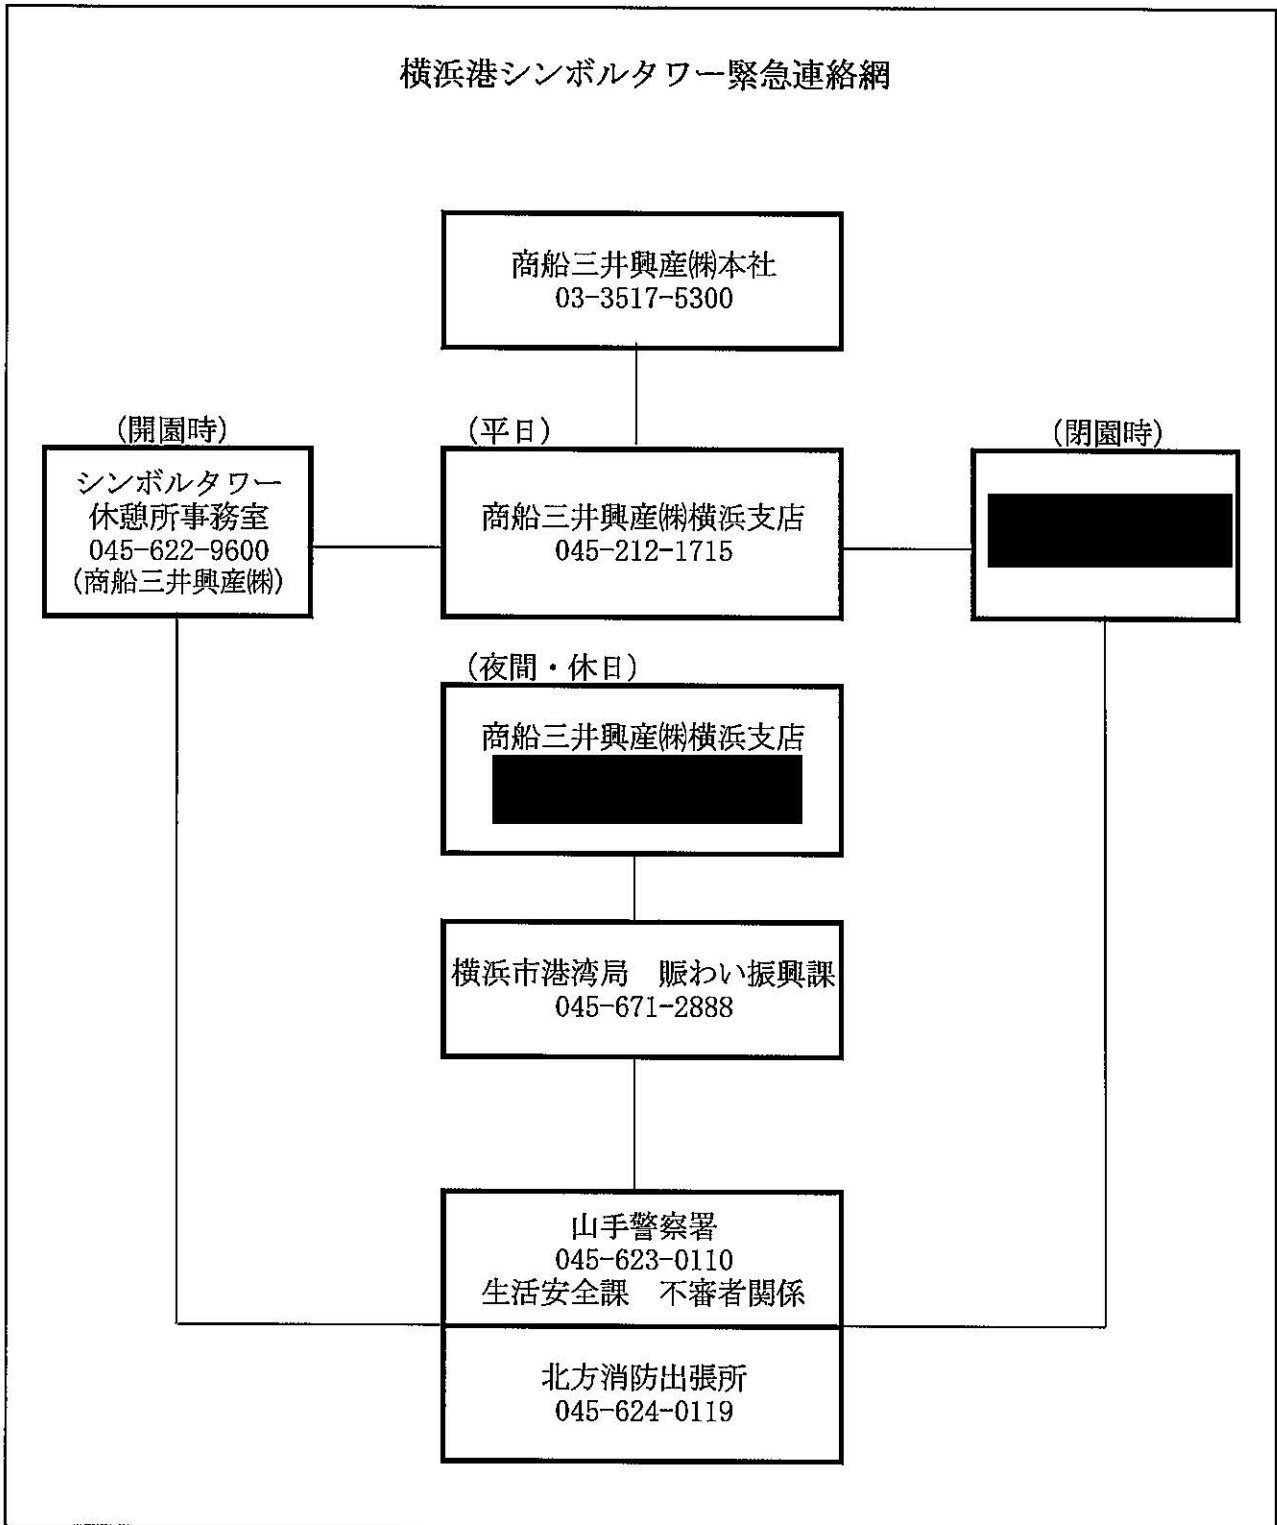 横浜港シンボルタワー緊急連絡網
商船三井興産㈱本社
03-3517-5300
(開園時)
シンボルタワー
休憩所事務室
045-622-9600
(商船三井興産㈱)
(平日)
商船三井興産㈱横浜支店
045-212-1715
(閉園時)
(夜間・休日)
商船三井興産㈱横浜支店
横浜市港湾局　賑わい振興課
045-671-2888
山手警察署
045-623-0110
生活安全課　不審者関係
北方消防出張所
045-624-0119